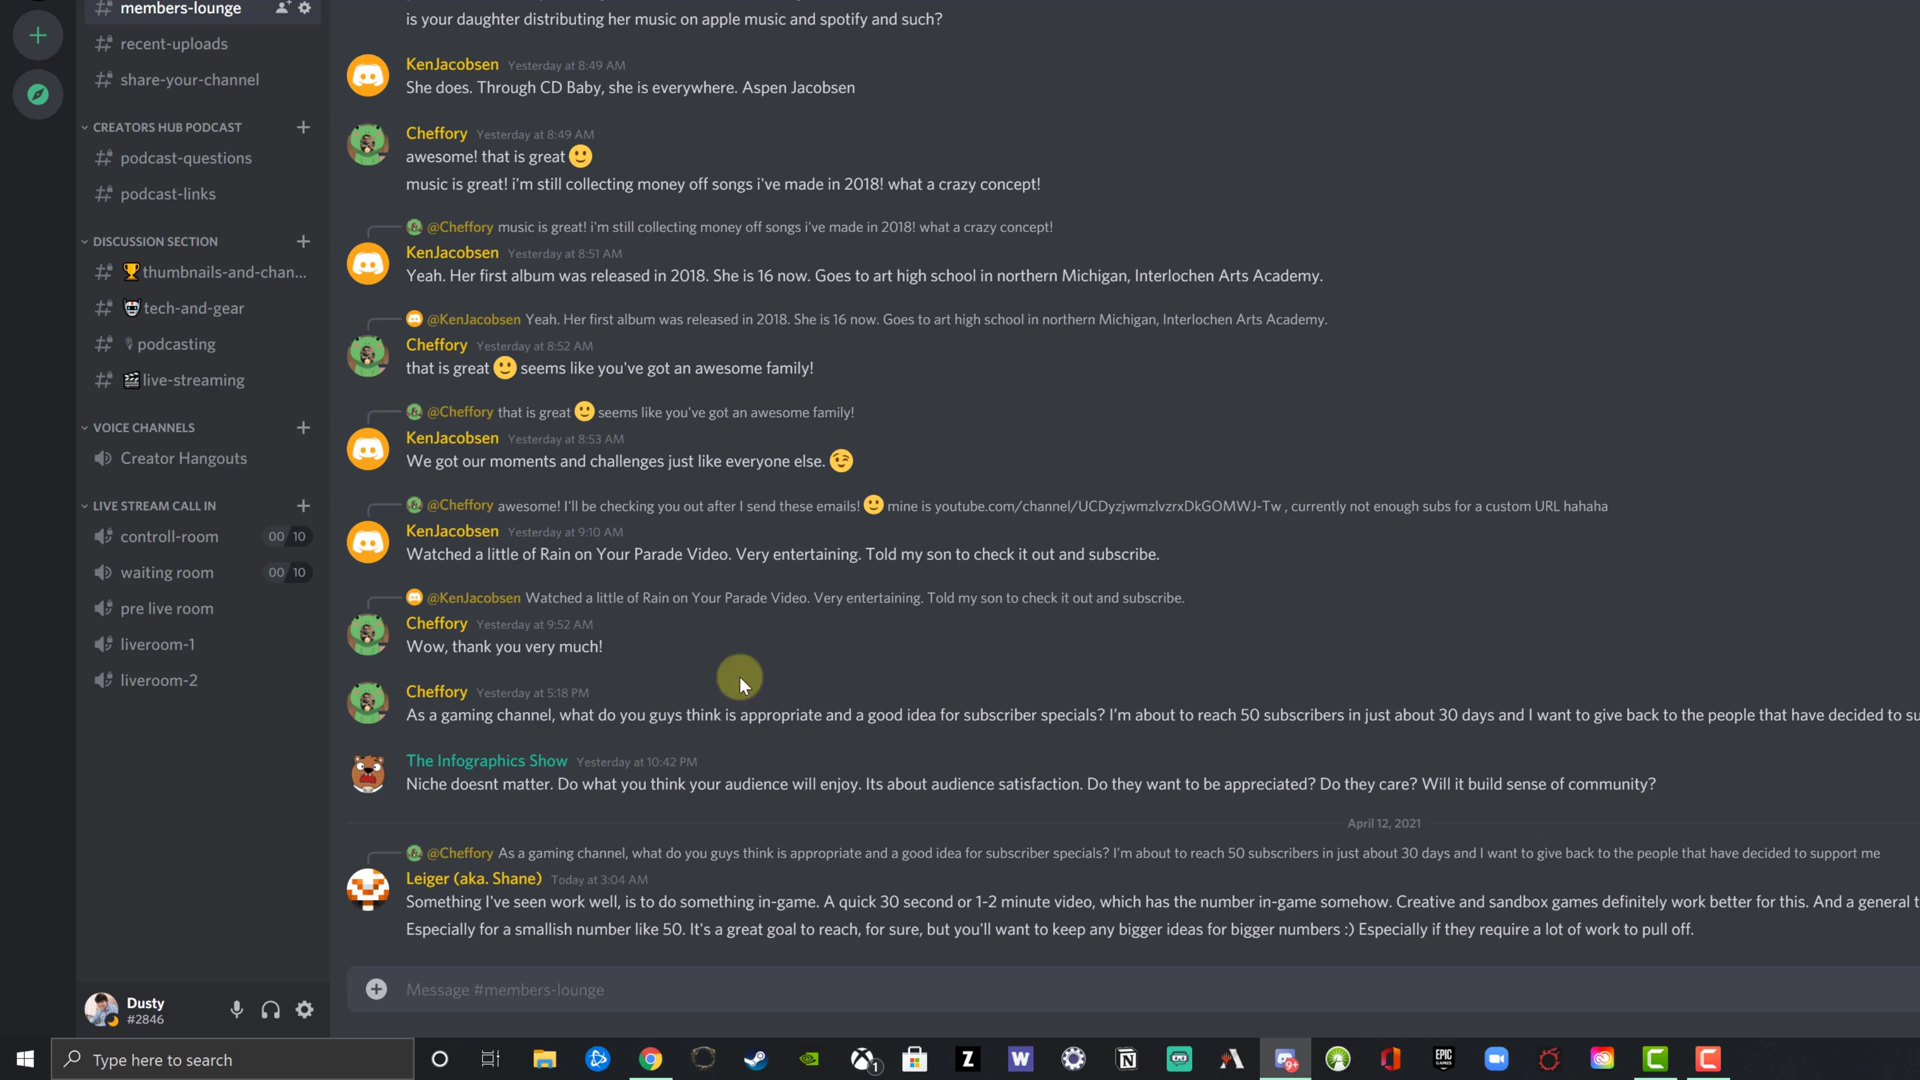 members-lounge
recent-uploads
share-your-channel
CREATORS HUB PODCAST
podcast-questions
podcast-links
DISCUSSION SECTION
🏆thumbnails-and-chan...
tech-and-gear
podcasting
🎬live-streaming
VOICE CHANNELS
Creator Hangouts
LIVE STREAM CALL IN
controll-room 00 10
waiting room 00 10
pre live room
liveroom-1
liveroom-2
Dusty
#2846
is your daughter distributing her music on apple music and spotify and such?
KenJacobsen Yesterday at 8:49 AM
She does. Through CD Baby, she is everywhere. Aspen Jacobsen
Cheffory Yesterday at 8:49 AM
awesome! that is great 🙂
music is great! i'm still collecting money off songs i've made in 2018! what a crazy concept!
@Cheffory music is great! i'm still collecting money off songs i've made in 2018! what a crazy concept!
KenJacobsen Yesterday at 8:51 AM
Yeah. Her first album was released in 2018. She is 16 now. Goes to art high school in northern Michigan, Interlochen Arts Academy.
@KenJacobsen Yeah. Her first album was released in 2018. She is 16 now. Goes to art high school in northern Michigan, Interlochen Arts Academy.
Cheffory Yesterday at 8:52 AM
that is great 🙂 seems like you've got an awesome family!
@Cheffory that is great 🙂 seems like you've got an awesome family!
KenJacobsen Yesterday at 8:53 AM
We got our moments and challenges just like everyone else. 😉
@Cheffory awesome! I'll be checking you out after I send these emails! 🙂 mine is youtube.com/channel/UCDyzjwmzlvzrxDkGOMWJ-Tw , currently not enough subs for a custom URL hahaha
KenJacobsen Yesterday at 9:10 AM
Watched a little of Rain on Your Parade Video. Very entertaining. Told my son to check it out and subscribe.
@KenJacobsen Watched a little of Rain on Your Parade Video. Very entertaining. Told my son to check it out and subscribe.
Cheffory Yesterday at 9:52 AM
Wow, thank you very much!
Cheffory Yesterday at 5:18 PM
As a gaming channel, what do you guys think is appropriate and a good idea for subscriber specials? I'm about to reach 50 subscribers in just about 30 days and I want to give back to the people that have decided to su
The Infographics Show Yesterday at 10:42 PM
Niche doesnt matter. Do what you think your audience will enjoy. Its about audience satisfaction. Do they want to be appreciated? Do they care? Will it build sense of community?
April 12, 2021
@Cheffory As a gaming channel, what do you guys think is appropriate and a good idea for subscriber specials? I'm about to reach 50 subscribers in just about 30 days and I want to give back to the people that have decided to support me
Leiger (aka. Shane) Today at 3:04 AM
Something I've seen work well, is to do something in-game. A quick 30 second or 1-2 minute video, which has the number in-game somehow. Creative and sandbox games definitely work better for this. And a general t
Especially for a smallish number like 50. It's a great goal to reach, for sure, but you'll want to keep any bigger ideas for bigger numbers :) Especially if they require a lot of work to pull off.
Message #members-lounge
Type here to search
1
Z
W
N
9+
EPIC
GAMES